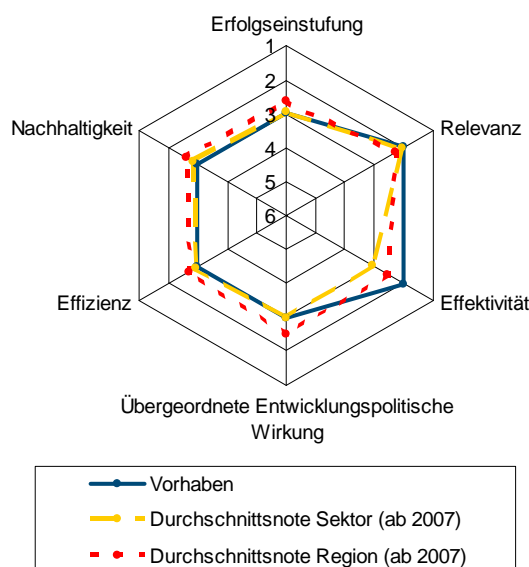 Erfolgseinstufung
1
2
3
4
5
6
Nachhaltigkeit
Relevanz
Effizienz
Effektivität
Übergeordnete Entwicklungspolitische
Wirkung
Vorhaben
Durchschnittsnote Sektor (ab 2007)
Durchschnittsnote Region (ab 2007)